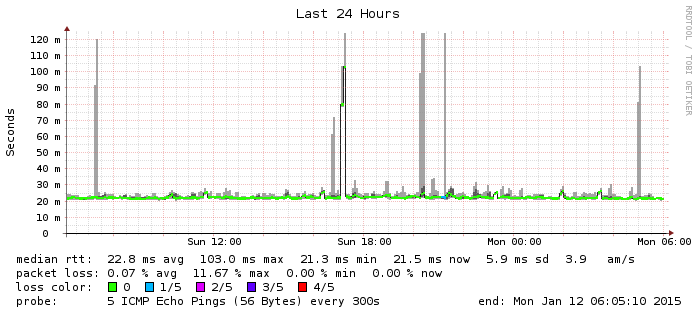 Last 24 Hours
RRDTOOL / TOBI OETIKER
Seconds
120 m
110 m
100 m
90 m
80 m
70 m
60 m
50 m
40 m
30 m
20 m
10 m
0
Sun 12:00 Sun 18:00 Mon 00:00 Mon 06:00
median rtt: 22.8 ms avg 103.0 ms max 21.3 ms min 21.5 ms now 5.9 ms sd 3.9 am/s
packet loss: 0.07 % avg 11.67 % max 0.00 % min 0.00 % now
loss color: 0 1/5 2/5 3/5 4/5
probe: 5 ICMP Echo Pings (56 Bytes) every 300s end: Mon Jan 12 06:05:10 2015